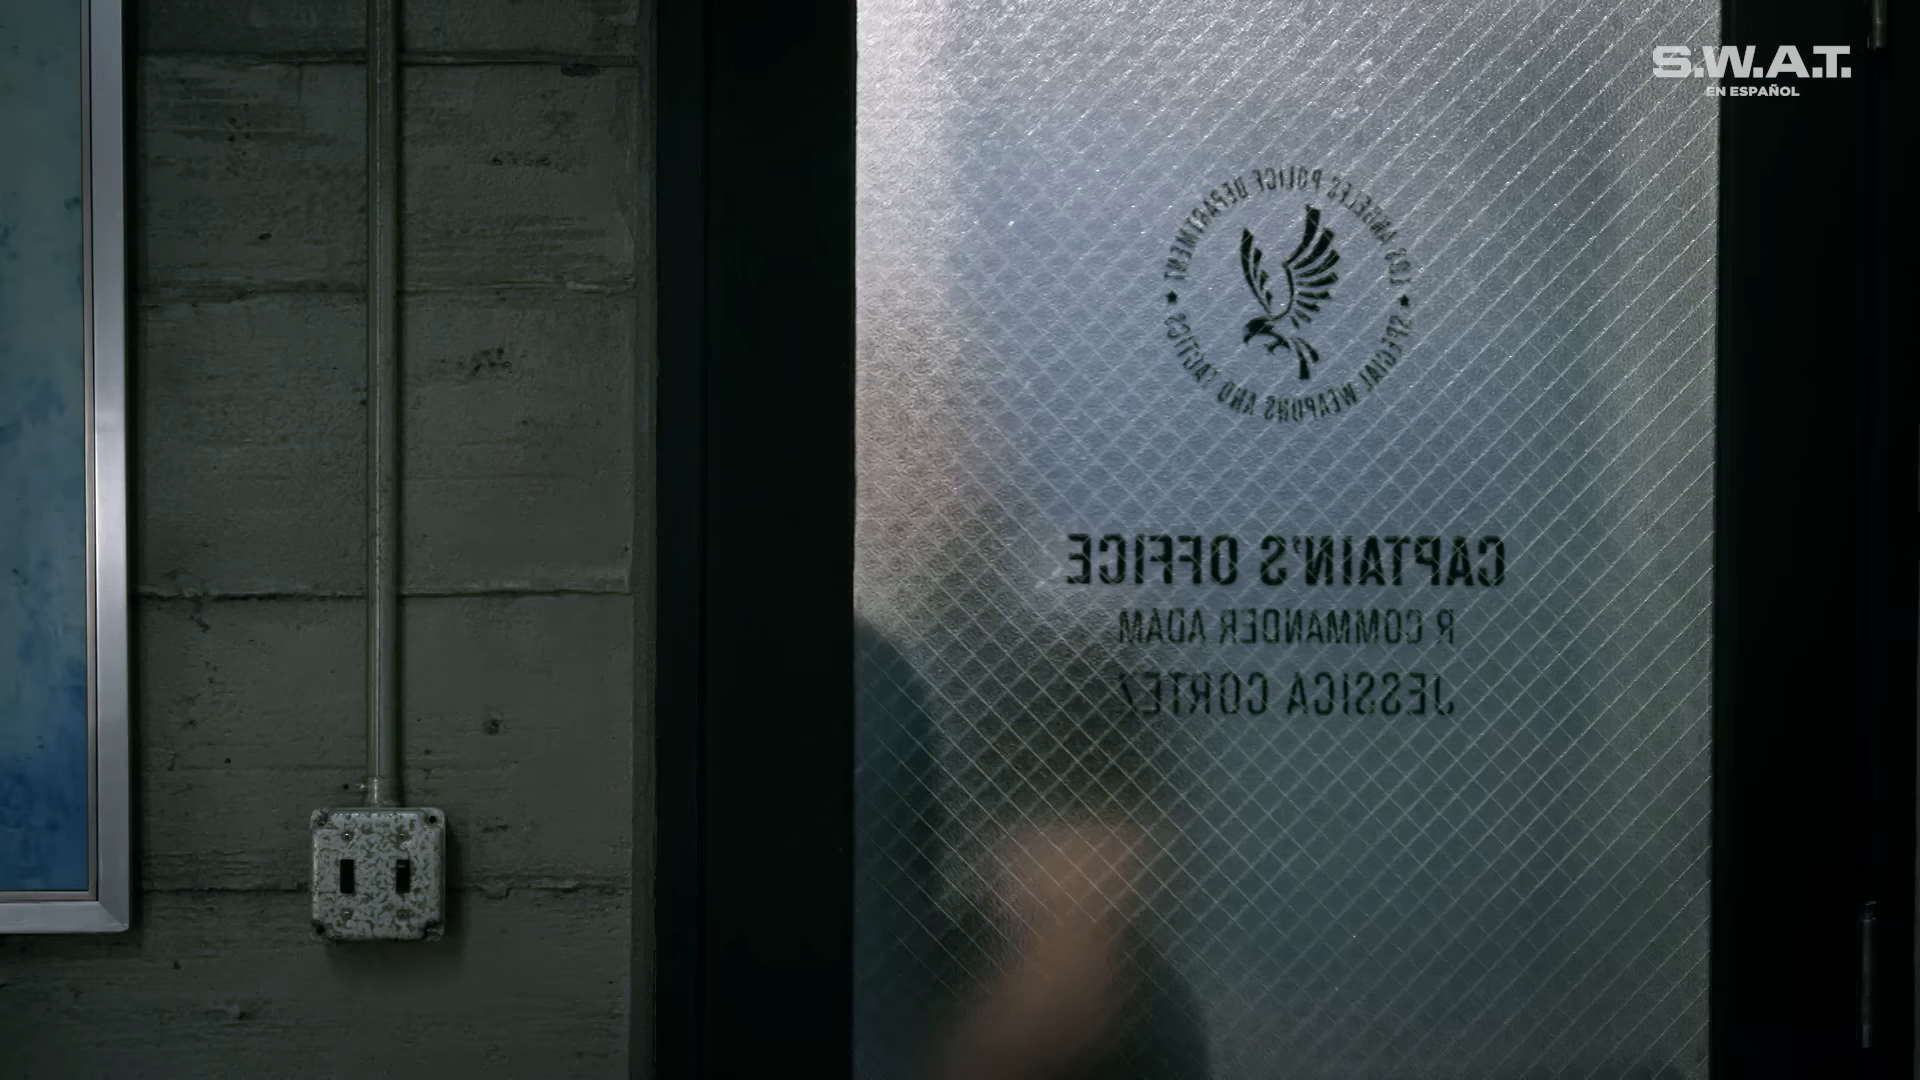 S.W.A.T.
EN ESPAÑOL
LOS ANGELES POLICE DEPARTMENT
SPECIAL WEAPONS AND TACTICS
CAPTAIN'S OFFICE
R COMMANDER ADAM
JESSICA CORTEZ